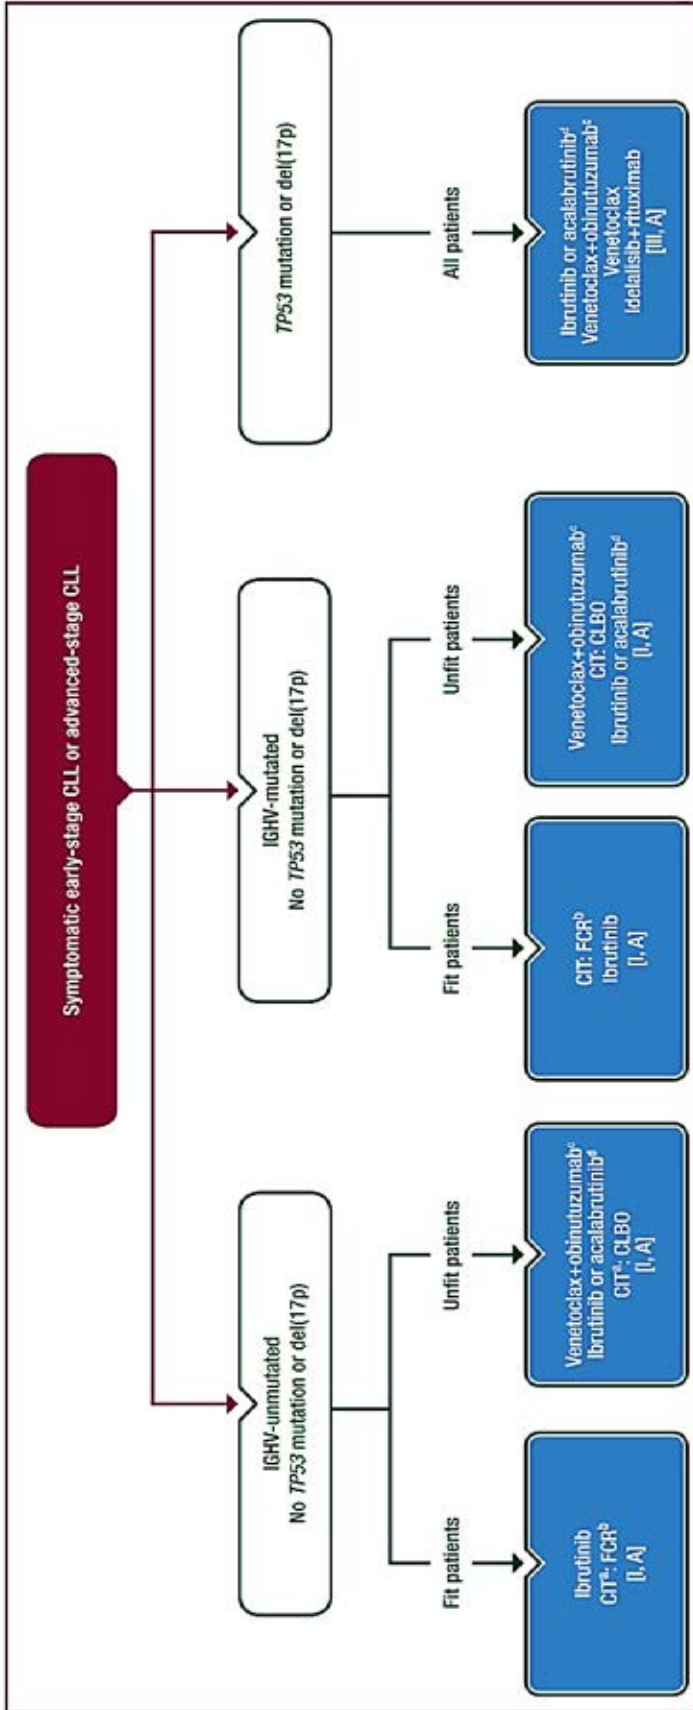 Symptomatic early-stage CLL or advanced-stage CLL
IGHV-unmutated
No TP53 mutation or del(17p)
IGHV-mutated
No TP53 mutation or del(17p)
TP53 mutation or del(17p)
Fit patients
Unfit patients
Fit patients
Unfit patients
All patients
Ibrutinib
CITᵃ: FCRᵇ
[I, A]
Venetoclax+obinutuzumabᶜ
Ibrutinib or acalabrutinibᵈ
CITᵃ: CLBO
[I, A]
CIT: FCRᵇ
Ibrutinib
[I, A]
Venetoclax+obinutuzumabᶜ
CIT: CLBO
Ibrutinib or acalabrutinibᵈ
[I, A]
Ibrutinib or acalabrutinibᵈ
Venetoclax+obinutuzumabᶜ
Venetoclax
Idelalisib+rituximab
[III, A]